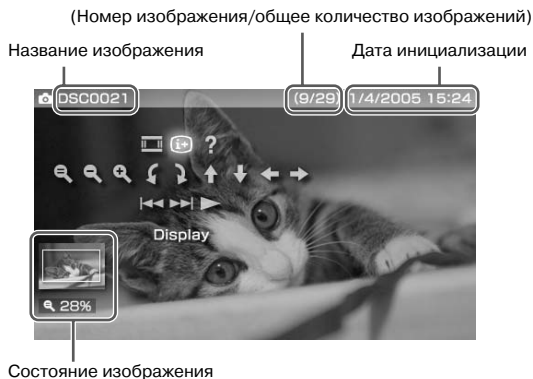 (Номер изображения/общее количество изображений)
Название изображения
Дата инициализации
DSC0021
(9/29)
1/4/2005 15:24
i+
?
Display
28%
Состояние изображения